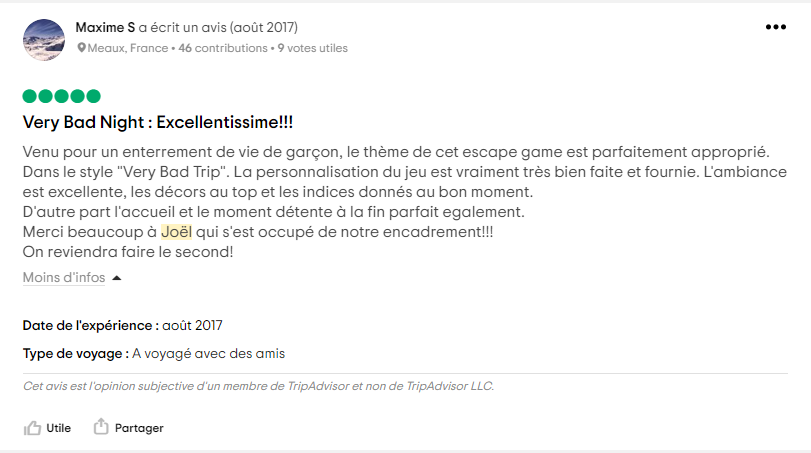 Maxime S a écrit un avis (août 2017)
Meaux, France • 46 contributions • 9 votes utiles
Very Bad Night : Excellentissime!!!
Venu pour un enterrement de vie de garçon, le thème de cet escape game est parfaitement approprié.
Dans le style "Very Bad Trip". La personnalisation du jeu est vraiment très bien faite et fournie. L'ambiance
est excellente, les décors au top et les indices donnés au bon moment.
D'autre part l'accueil et le moment détente à la fin parfait egalement.
Merci beaucoup à Joël qui s'est occupé de notre encadrement!!!
On reviendra faire le second!
Moins d'infos
Date de l'expérience : août 2017
Type de voyage : A voyagé avec des amis
Cet avis est l'opinion subjective d'un membre de TripAdvisor et non de TripAdvisor LLC.
Utile Partager